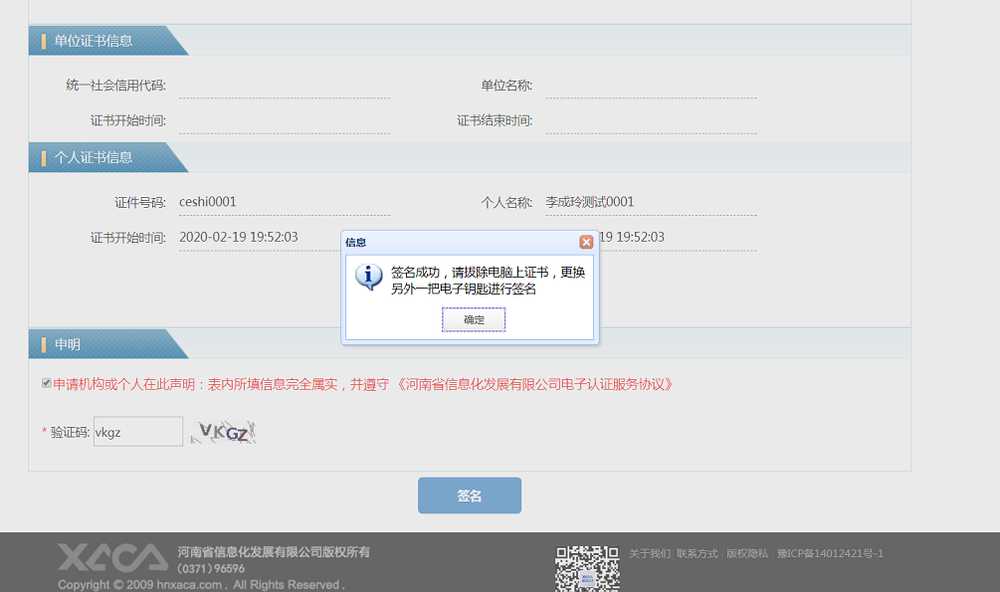 单位证书信息
统一社会信用代码: 单位名称:
证书开始时间: 证书结束时间:
个人证书信息
证件号码: ceshi0001 个人名称: 李成玲测试0001
证书开始时间: 2020-02-19 19:52:03 19 19:52:03
信息
签名成功，请拔除电脑上证书，更换
另外一把电子钥匙进行签名
确定
申明
申请机构或个人在此声明：表内所填信息完全属实，并遵守 《河南省信息化发展有限公司电子认证服务协议》
* 验证码: vkgz VKGZ
签名
XACA 河南省信息化发展有限公司版权所有
(0371) 96596
Copyright © 2009 hnxaca.com . All Rights Reserved .
关于我们 | 联系方式 | 版权隐私 | 豫ICP备14012421号-1